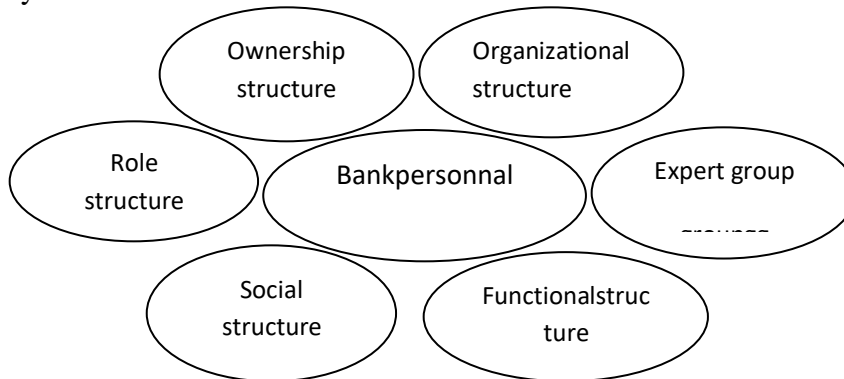 Ownership
structure
Organizational
structure
Role
structure
Bankpersonnal
Expert group
Social
structure
Functionalstruc
ture